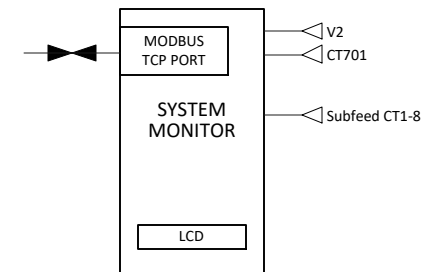 MODBUS
TCP PORT
V2
CT701
SYSTEM
MONITOR
Subfeed CT1-8
LCD